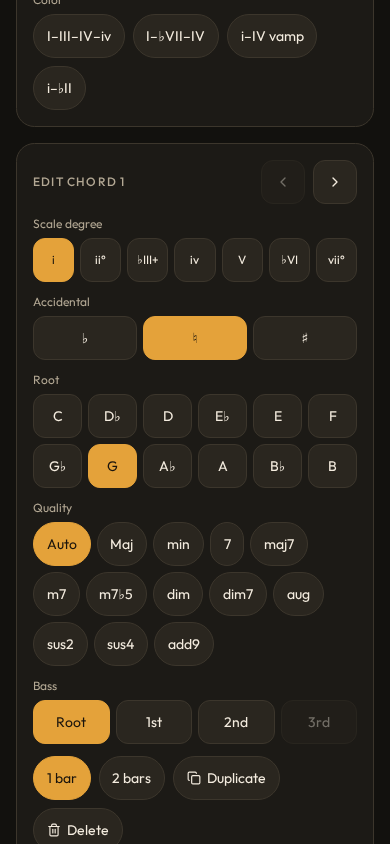 Color
I–III–IV–iv I–♭VII–IV i–IV vamp
i–♭II
EDIT CHORD 1
Scale degree
i ii° ♭III+ iv V ♭VI vii°
Accidental
♭ ♮ ♯
Root
C D♭ D E♭ E F
G♭ G A♭ A B♭ B
Quality
Auto Maj min 7 maj7
m7 m7♭5 dim dim7 aug
sus2 sus4 add9
Bass
Root 1st 2nd 3rd
1 bar 2 bars Duplicate
Delete